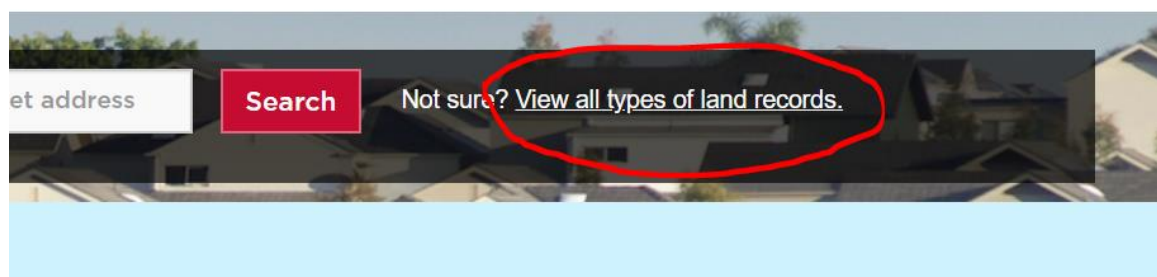 et address Search Not sure? View all types of land records.